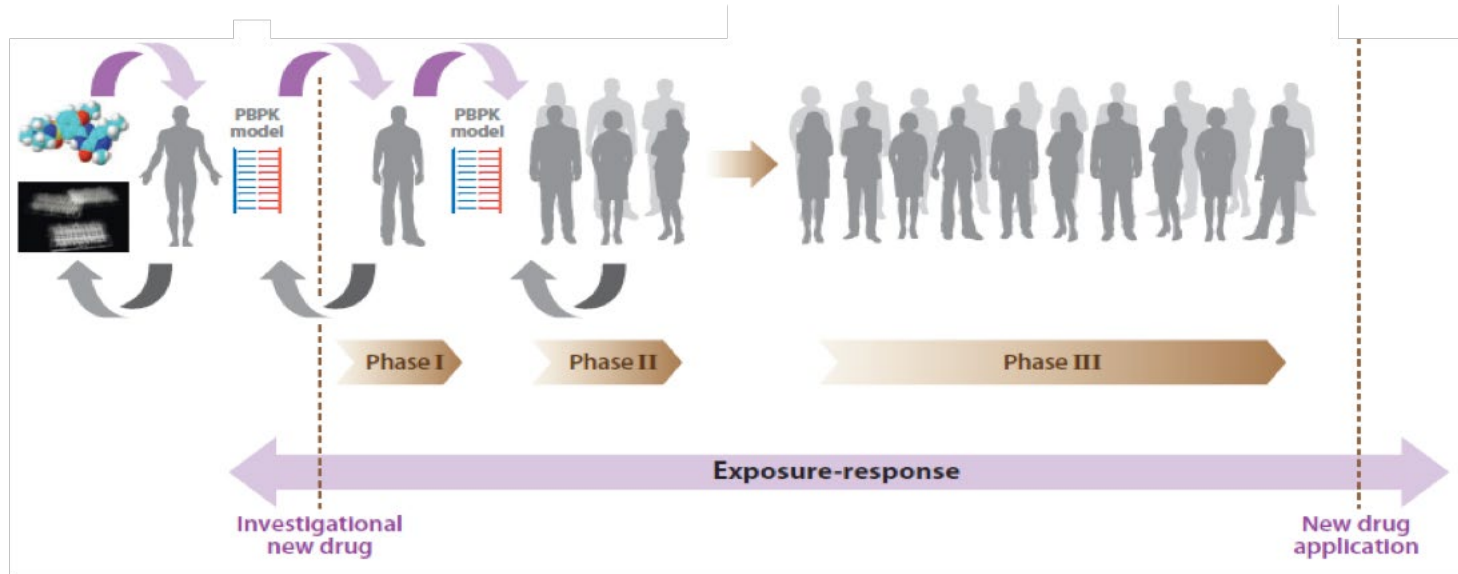 PBPK
model
PBPK
model
Phase I
Phase II
Phase III
Exposure-response
Investigational
new drug
New drug
application